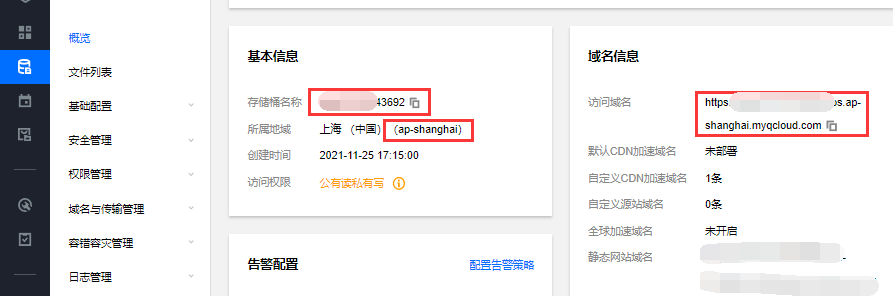 概览
文件列表
基础配置
安全管理
权限管理
域名与传输管理
容错容灾管理
日志管理
基本信息
存储桶名称 43692
所属地域 上海 (中国) (ap-shanghai)
创建时间 2021-11-25 17:15:00
访问权限 公有读私有写
告警配置 配置告警策略
域名信息
访问域名 https os.ap-
shanghai.myqcloud.com
默认CDN加速域名 未部署
自定义CDN加速域名 1条
自定义源站域名 0条
全球加速域名 未开启
静态网站域名